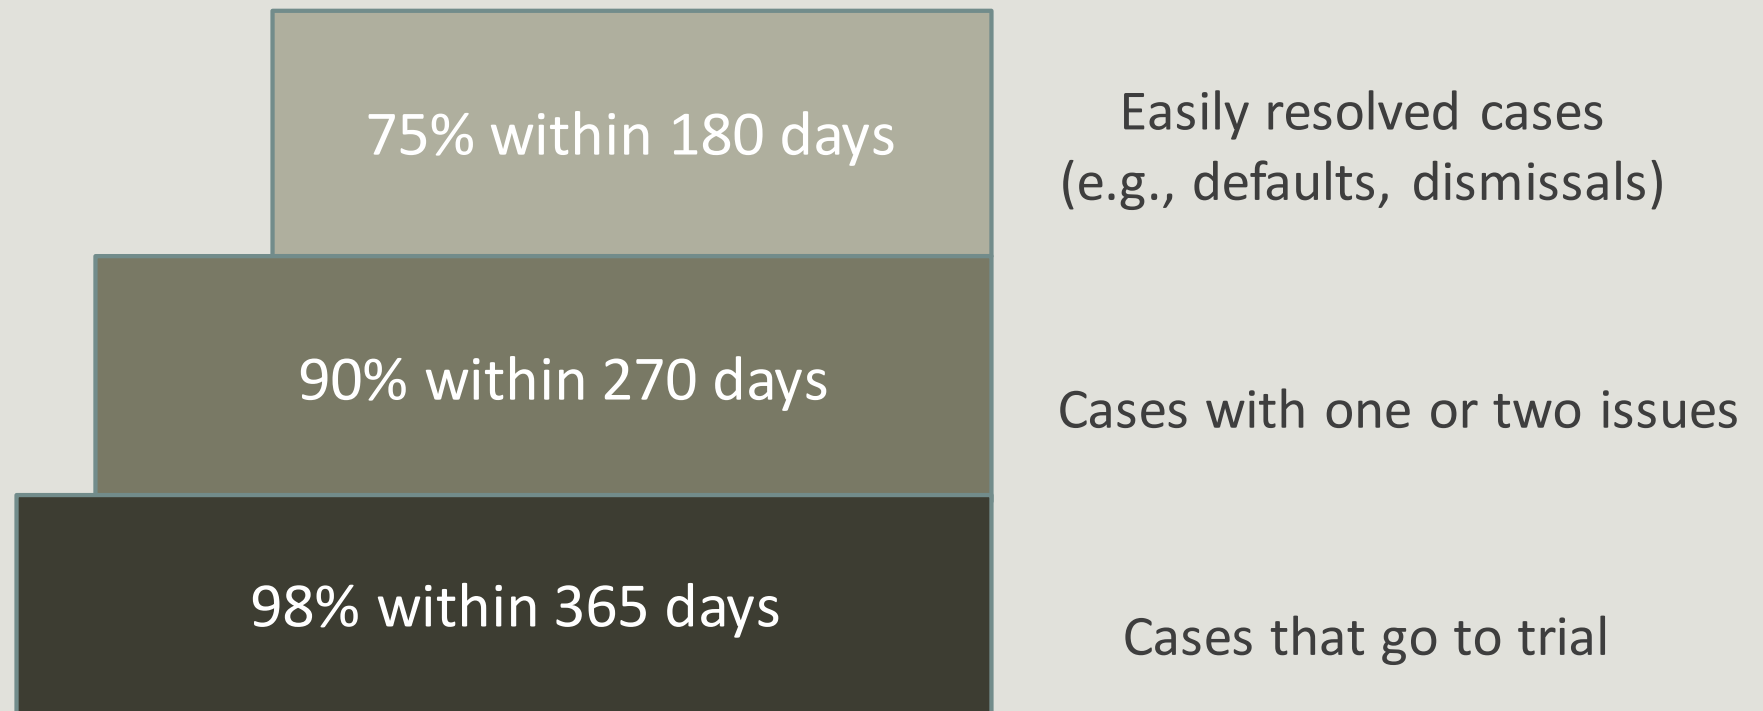 75% within 180 days
Easily resolved cases
(e.g., defaults, dismissals)
90% within 270 days
Cases with one or two issues
98% within 365 days
Cases that go to trial